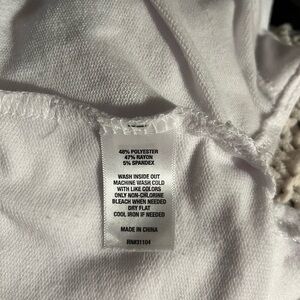 48% POLYESTER
47% RAYON
5% SPANDEX
WASH INSIDE OUT
MACHINE WASH COLD
WITH LIKE COLORS
ONLY NON-CHLORINE
BLEACH WHEN NEEDED
DRY FLAT
COOL IRON IF NEEDED
MADE IN CHINA
RN#31104